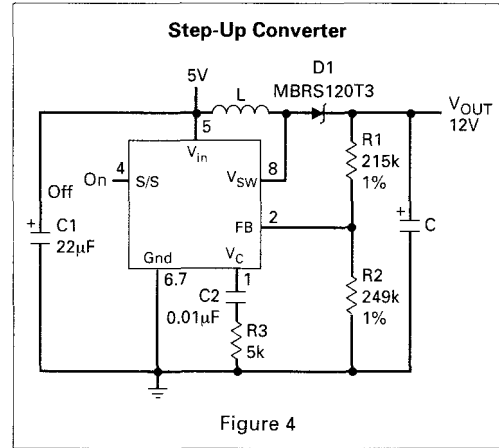 Step-Up Converter
5V
L
D1
MBRS120T3
VOUT
12V
5
Vin
On
4
S/S
Off
VSW
8
R1
215k
1%
C1
22µF
+
FB
2
+
C
Gnd
6.7
VC
1
C2
0.01µF
R3
5k
R2
249k
1%
Figure 4